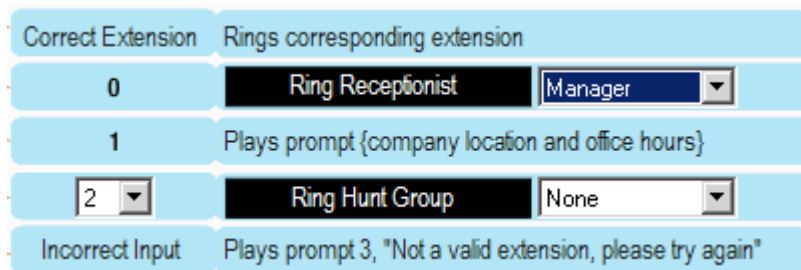 Correct Extension Rings corresponding extension
0 Ring Receptionist Manager
1 Plays prompt {company location and office hours}
2 Ring Hunt Group None
Incorrect Input Plays prompt 3, "Not a valid extension, please try again"